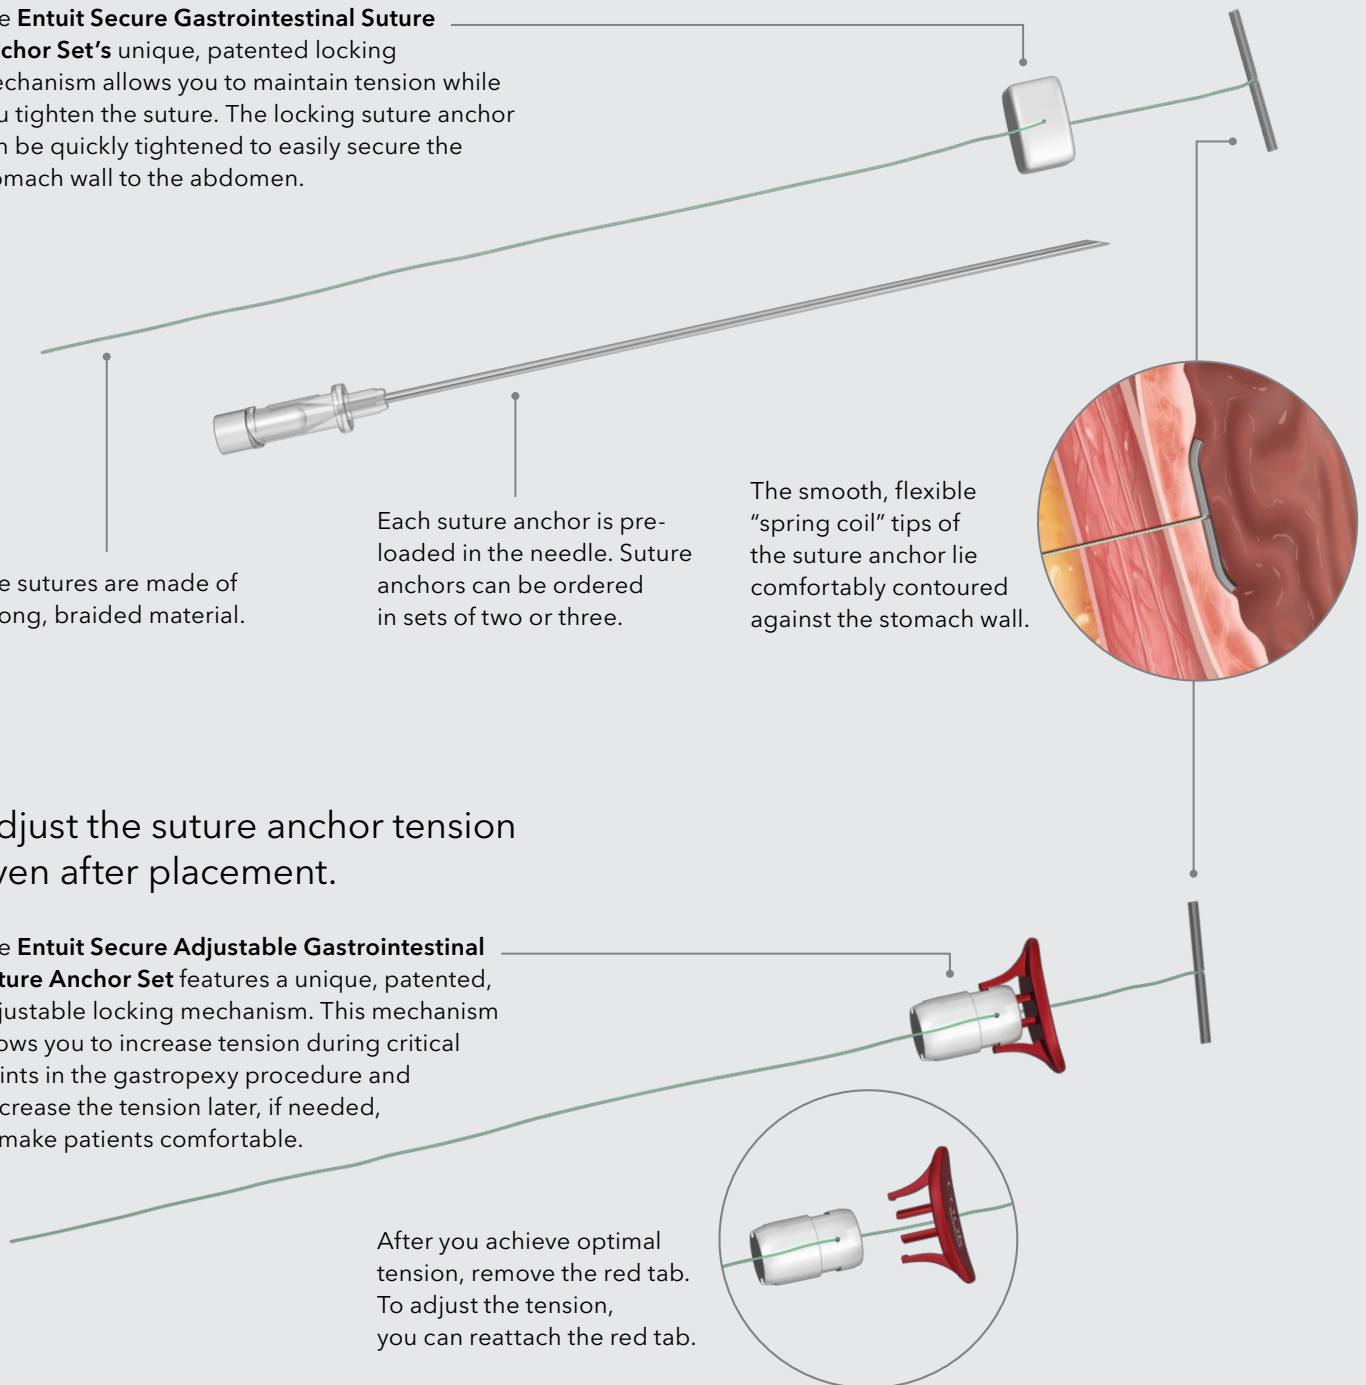 e Entuit Secure Gastrointestinal Suture
chor Set's unique, patented locking
echanism allows you to maintain tension while
u tighten the suture. The locking suture anchor
n be quickly tightened to easily secure the
omach wall to the abdomen.
e sutures are made of
ong, braided material.
Each suture anchor is pre-
loaded in the needle. Suture
anchors can be ordered
in sets of two or three.
The smooth, flexible
“spring coil” tips of
the suture anchor lie
comfortably contoured
against the stomach wall.
djust the suture anchor tension
ven after placement.
e Entuit Secure Adjustable Gastrointestinal
ture Anchor Set features a unique, patented,
justable locking mechanism. This mechanism
ows you to increase tension during critical
ints in the gastropexy procedure and
crease the tension later, if needed,
make patients comfortable.
After you achieve optimal
tension, remove the red tab.
To adjust the tension,
you can reattach the red tab.